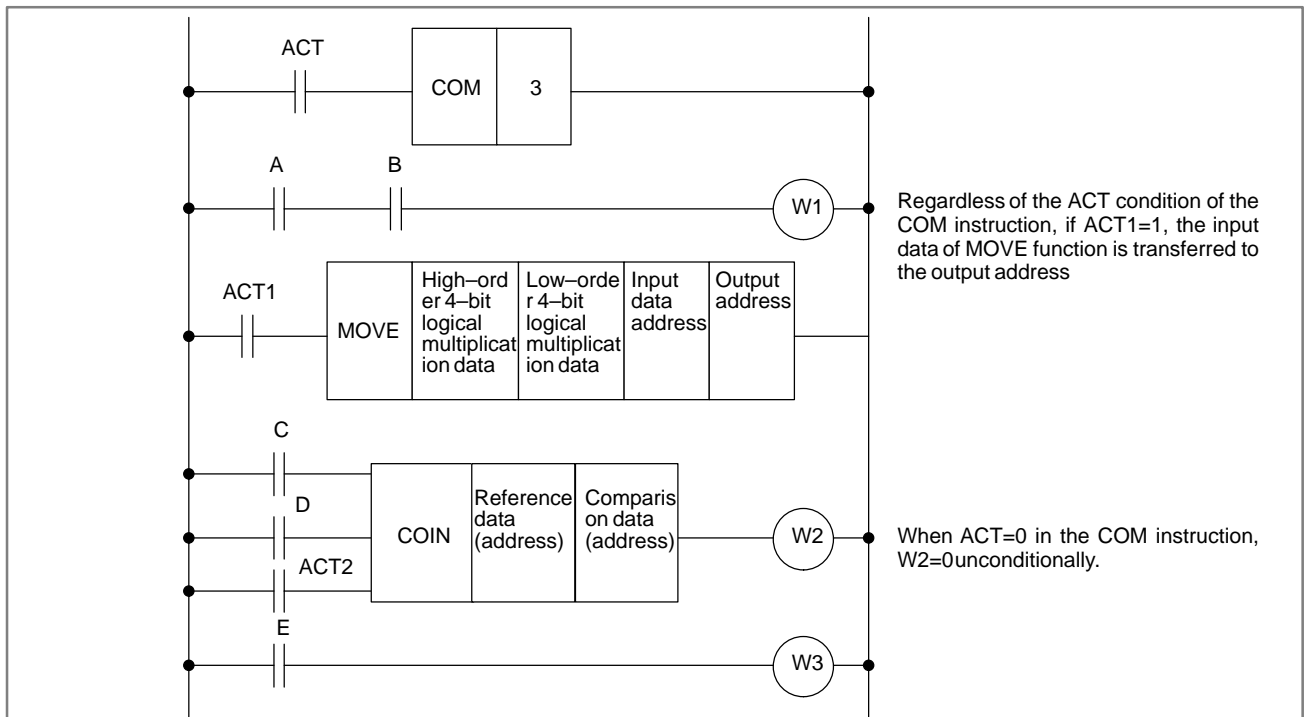 ACT
COM
3
A
B
W1
Regardless of the ACT condition of the
COM instruction, if ACT1=1, the input
data of MOVE function is transferred to
the output address
ACT1
MOVE
High–ord
er 4–bit
logical
multiplicat
ion data
Low–orde
r 4–bit
logical
multiplicat
ion data
Input
data
address
Output
address
C
D
ACT2
COIN
Reference
data
(address)
Comparis
on data
(address)
W2
When ACT=0 in the COM instruction,
W2=0unconditionally.
E
W3